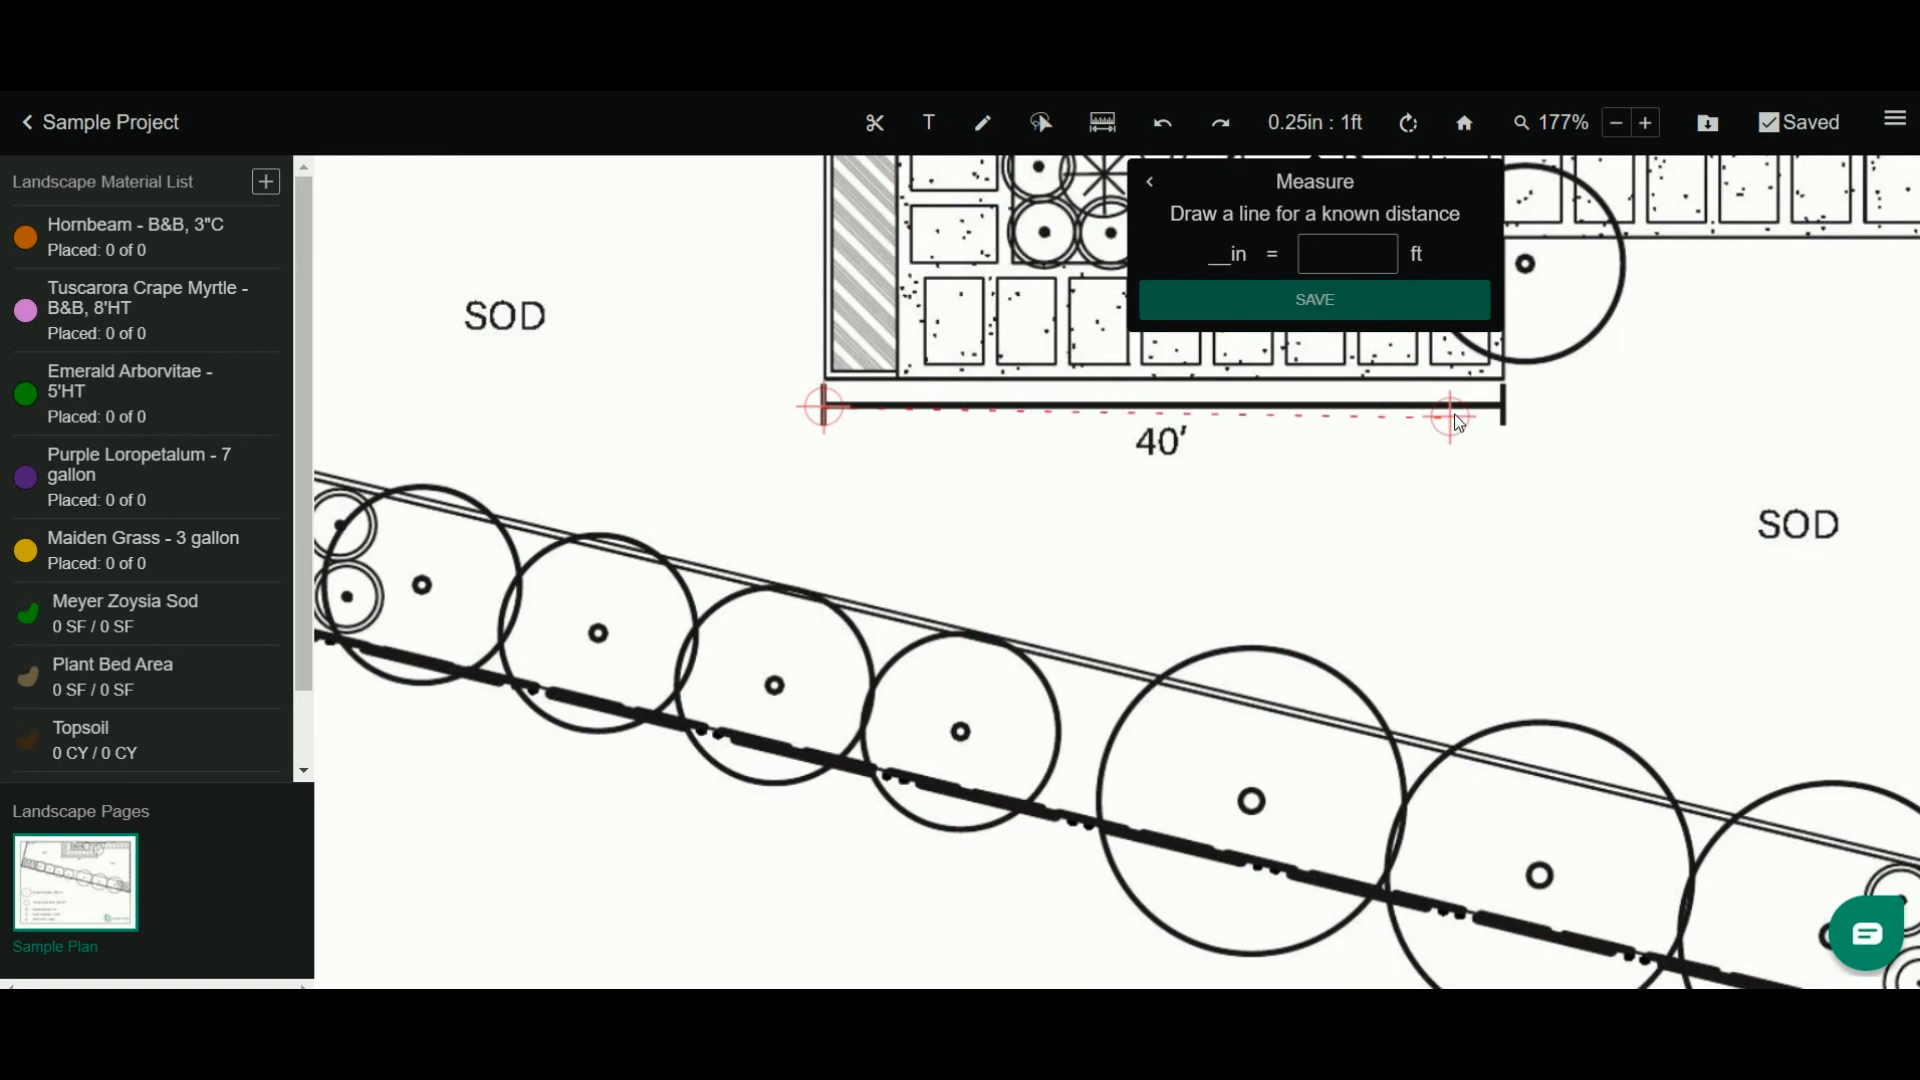 Sample Project
T
0.25in : 1ft
177%
Saved
Landscape Material List
Hornbeam - B&B, 3"C
Placed: 0 of 0
Tuscarora Crape Myrtle -
B&B, 8'HT
Placed: 0 of 0
Emerald Arborvitae -
5'HT
Placed: 0 of 0
Purple Loropetalum - 7
gallon
Placed: 0 of 0
Maiden Grass - 3 gallon
Placed: 0 of 0
Meyer Zoysia Sod
0 SF / 0 SF
Plant Bed Area
0 SF / 0 SF
Topsoil
0 CY / 0 CY
Landscape Pages
Sample Plan
Measure
Draw a line for a known distance
__in = ft
SAVE
SOD
40'
SOD